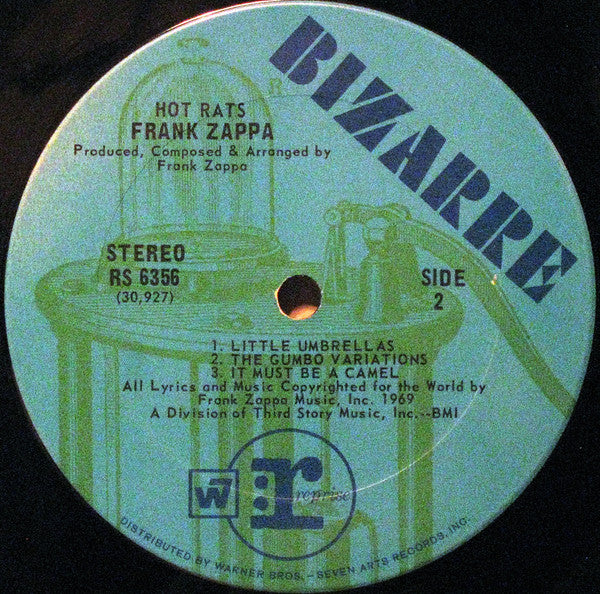 BIZARRE
HOT RATS
FRANK ZAPPA
Produced, Composed & Arranged by
Frank Zappa
STEREO
RS 6356
(30,927)
SIDE
2
1. LITTLE UMBRELLAS
2. THE GUMBO VARIATIONS
3. IT MUST BE A CAMEL
All Lyrics and Music Copyrighted for the World by
Frank Zappa Music, Inc. 1969
A Division of Third Story Music, Inc.--BMI
W7
r:
reprise
DISTRIBUTED BY WARNER BROS. – SEVEN ARTS RECORDS, INC.